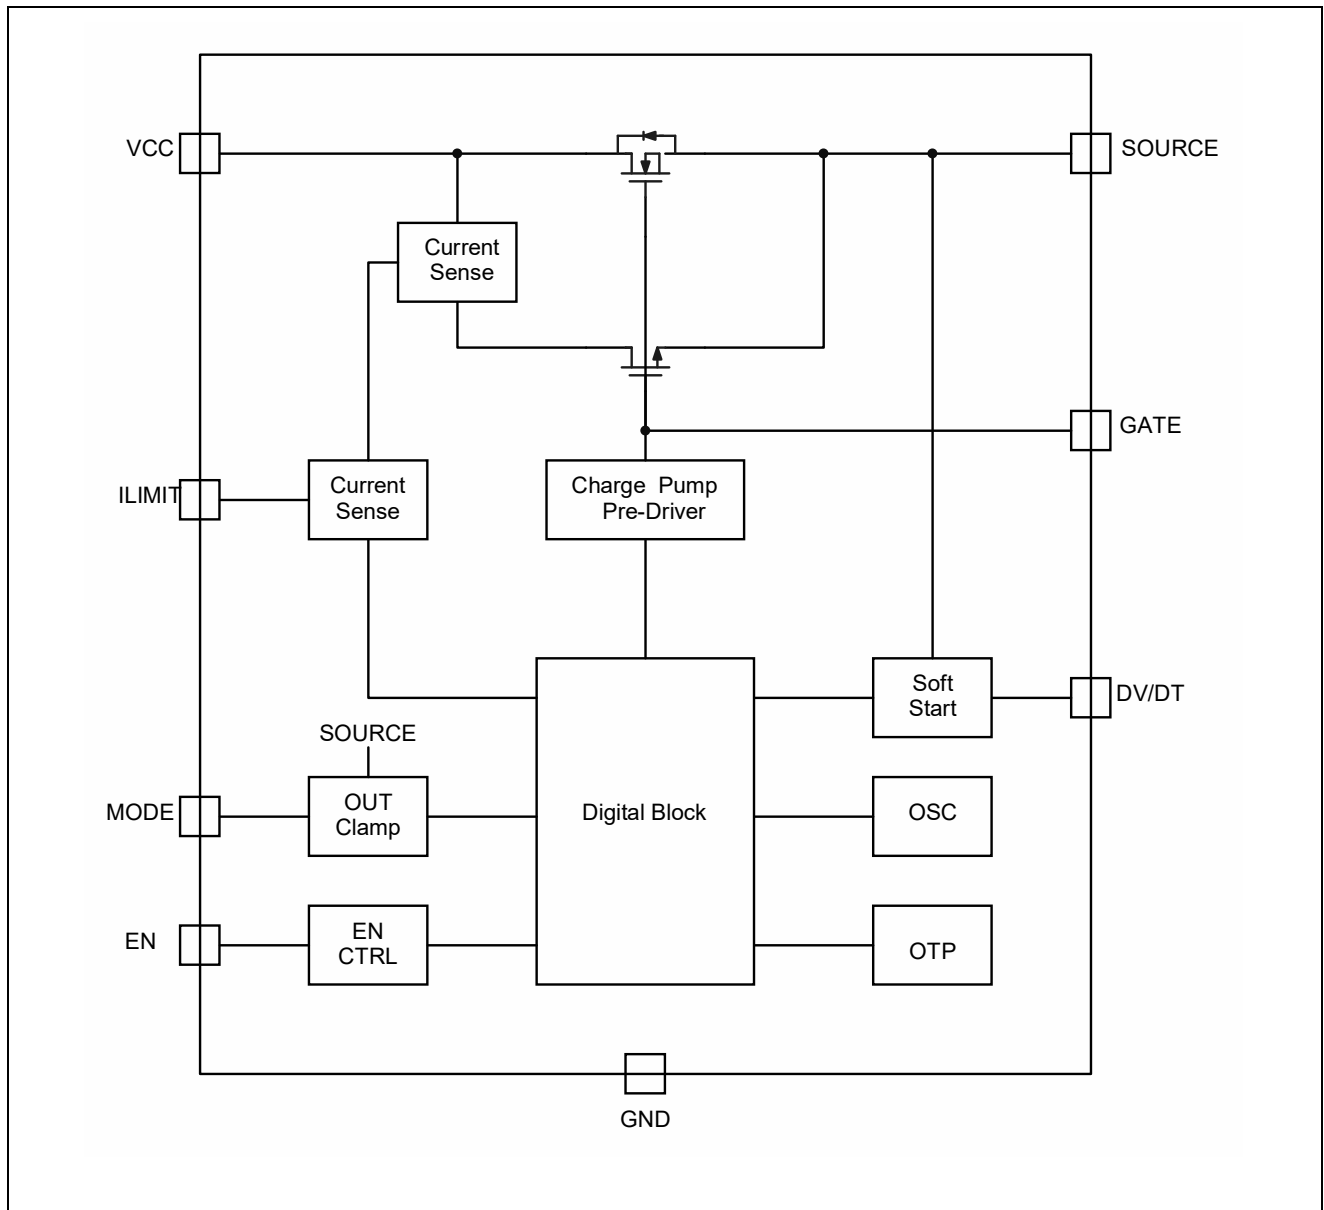 VCC
SOURCE
Current
Sense
GATE
ILIMIT
Current
Sense
Charge Pump
Pre-Driver
Soft
Start
DV/DT
SOURCE
MODE
OUT
Clamp
Digital Block
OSC
EN
EN
CTRL
OTP
GND